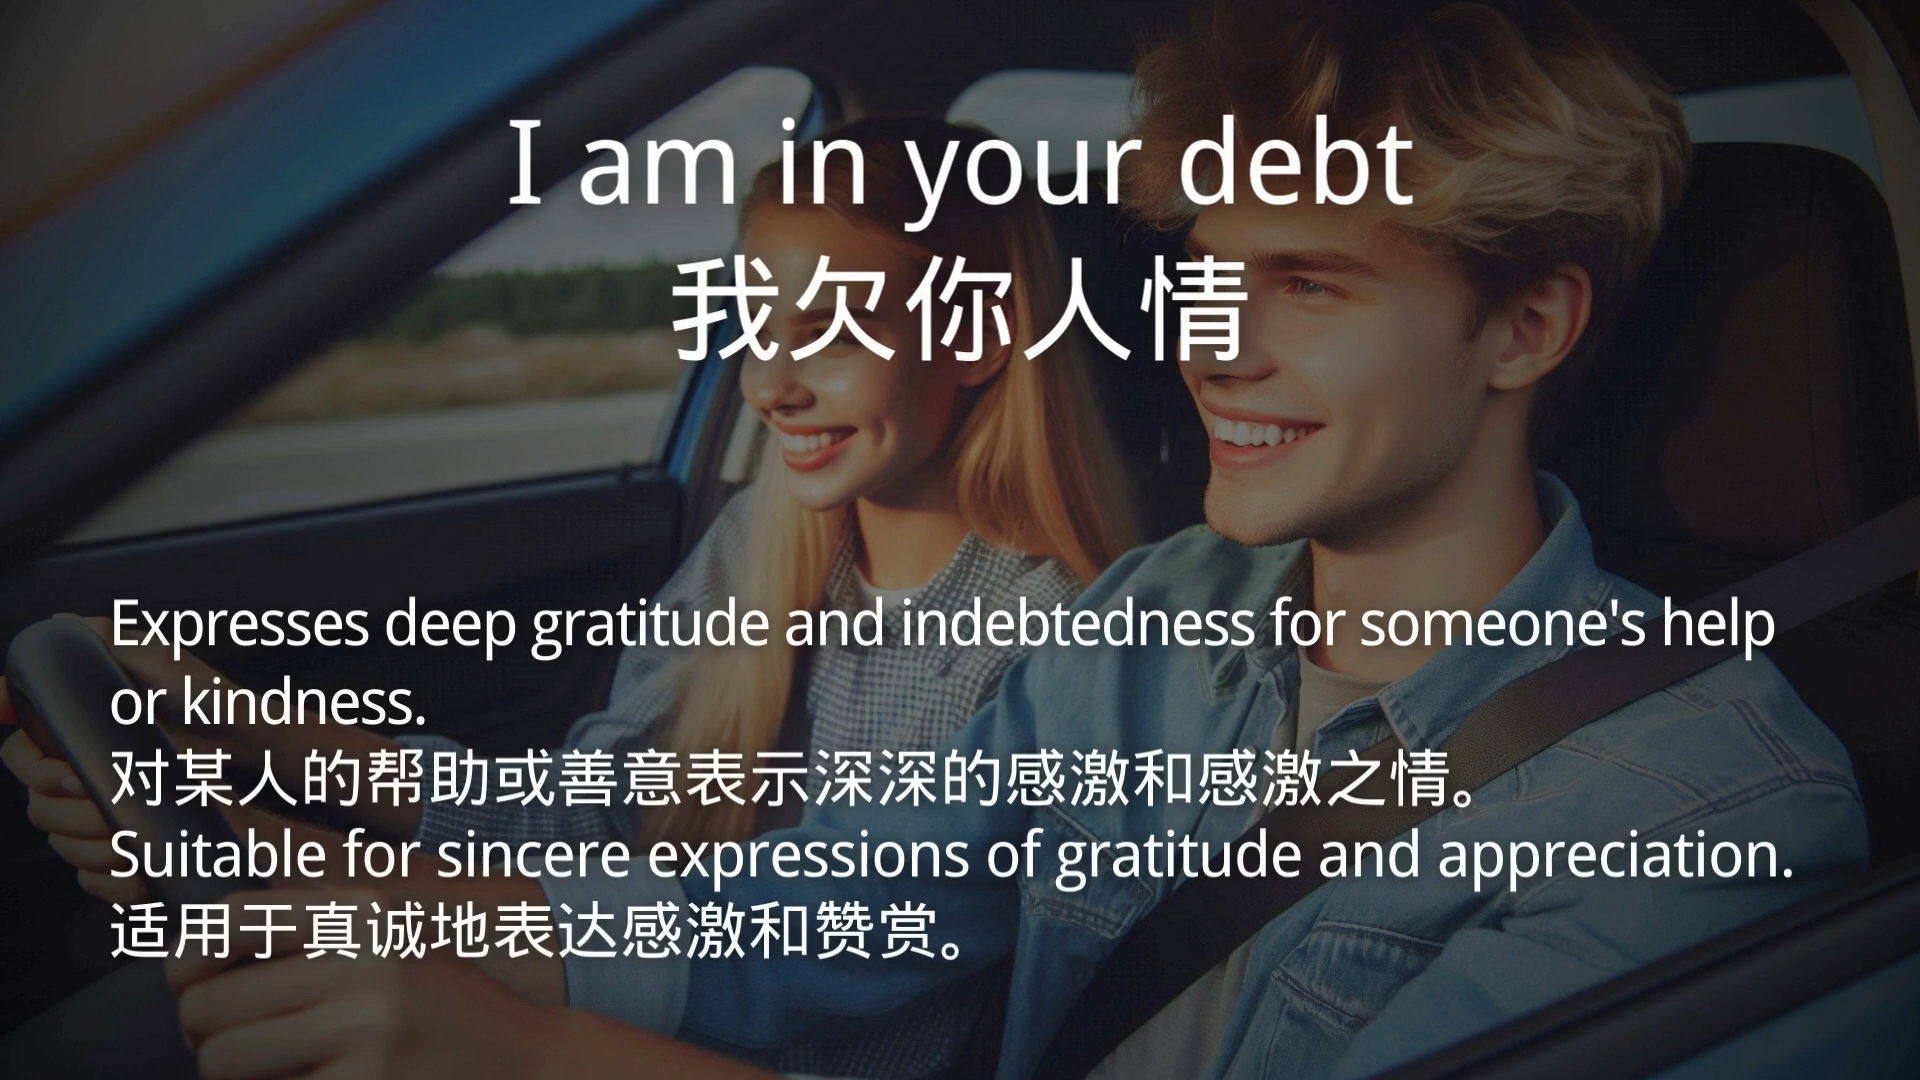 I am in your debt
我欠你人情
Expresses deep gratitude and indebtedness for someone's help
or kindness.
对某人的帮助或善意表示深深的感激和感激之情。
Suitable for sincere expressions of gratitude and appreciation.
适用于真诚地表达感激和赞赏。